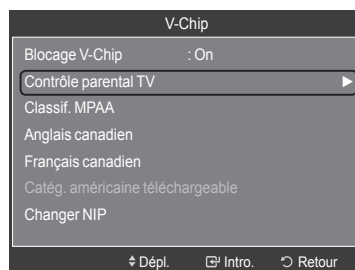 V-Chip
Blocage V-Chip : On
Contrôle parental TV ►
Classif. MPAA
Anglais canadien
Français canadien
Catég. américaine téléchargeable
Changer NIP
Dépl. Intro. Retour